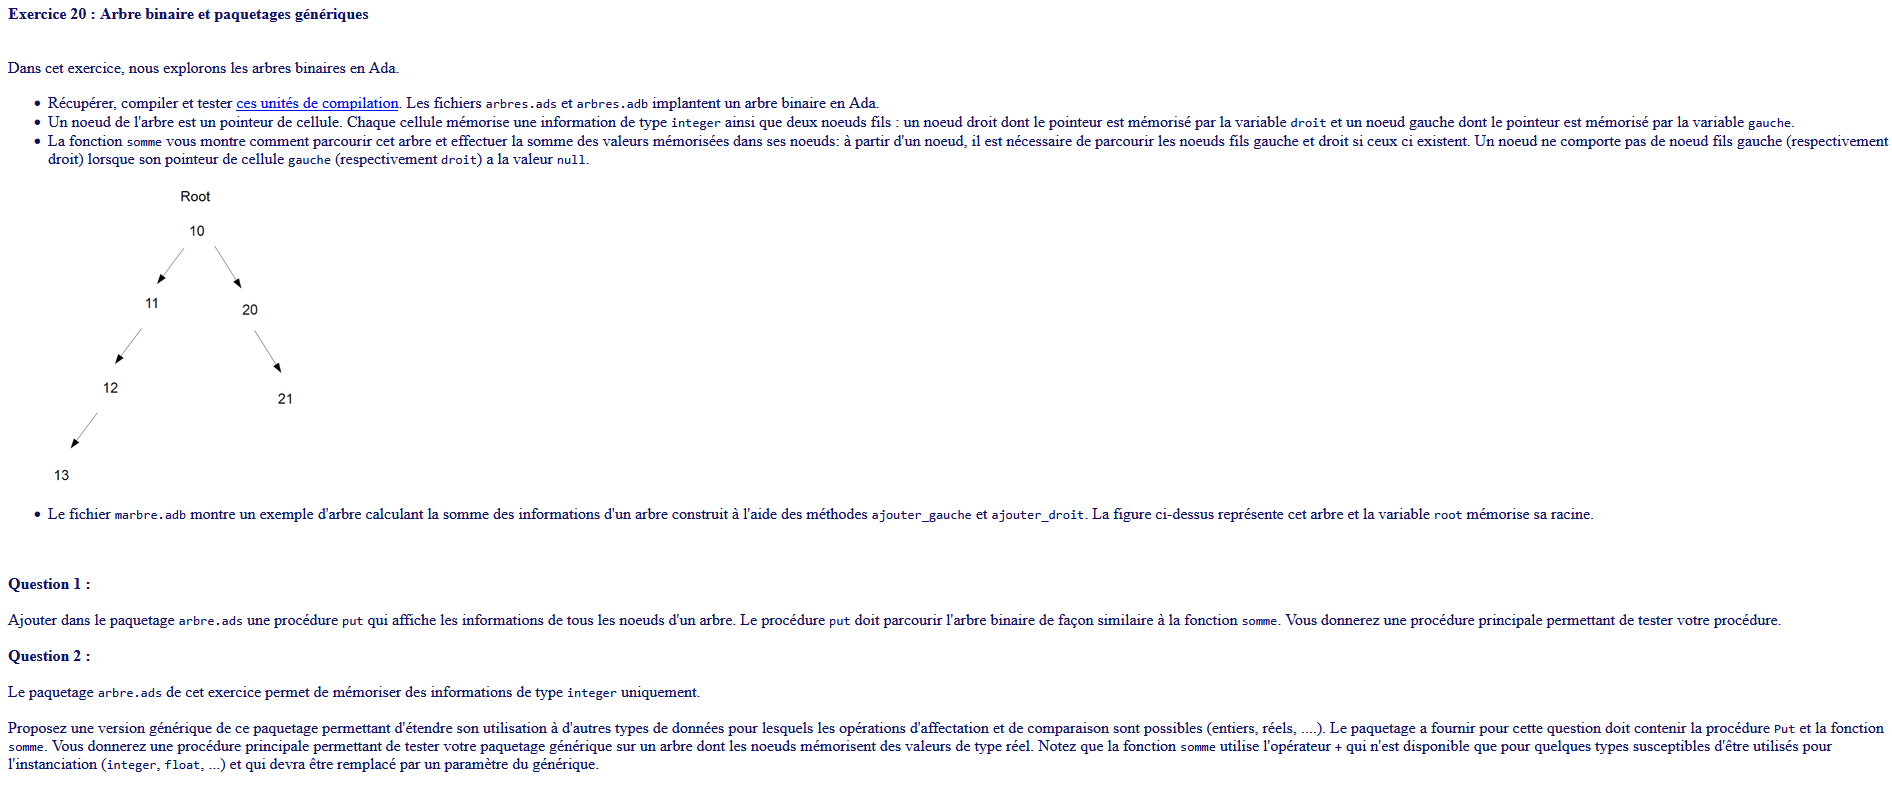 Exercice 20 : Arbre binaire et paquetages génériques
Dans cet exercice, nous explorons les arbres binaires en Ada.
• Récupérer, compiler et tester ces unités de compilation. Les fichiers arbres.ads et arbres.adb implantent un arbre binaire en Ada.
• Un noeud de l'arbre est un pointeur de cellule. Chaque cellule mémorise une information de type integer ainsi que deux noeuds fils : un noeud droit dont le pointeur est mémorisé par la variable droit et un noeud gauche dont le pointeur est mémorisé par la variable gauche.
• La fonction somme vous montre comment parcourir cet arbre et effectuer la somme des valeurs mémorisées dans ses noeuds: à partir d'un noeud, il est nécessaire de parcourir les noeuds fils gauche et droit si ceux ci existent. Un noeud ne comporte pas de noeud fils gauche (respectivement
droit) lorsque son pointeur de cellule gauche (respectivement droit) a la valeur null.
Root
10
11
20
12
21
13
• Le fichier marbre.adb montre un exemple d'arbre calculant la somme des informations d'un arbre construit à l'aide des méthodes ajouter_gauche et ajouter_droit. La figure ci-dessus représente cet arbre et la variable root mémorise sa racine.
Question 1 :
Ajouter dans le paquetage arbre.ads une procédure put qui affiche les informations de tous les noeuds d'un arbre. Le procédure put doit parcourir l'arbre binaire de façon similaire à la fonction somme. Vous donnerez une procédure principale permettant de tester votre procédure.
Question 2 :
Le paquetage arbre.ads de cet exercice permet de mémoriser des informations de type integer uniquement.
Proposez une version générique de ce paquetage permettant d'étendre son utilisation à d'autres types de données pour lesquels les opérations d'affectation et de comparaison sont possibles (entiers, réels, ....). Le paquetage a fournir pour cette question doit contenir la procédure Put et la fonction
somme. Vous donnerez une procédure principale permettant de tester votre paquetage générique sur un arbre dont les noeuds mémorisent des valeurs de type réel. Notez que la fonction somme utilise l'opérateur + qui n'est disponible que pour quelques types susceptibles d'être utilisés pour
l'instanciation (integer, float, ...) et qui devra être remplacé par un paramètre du générique.